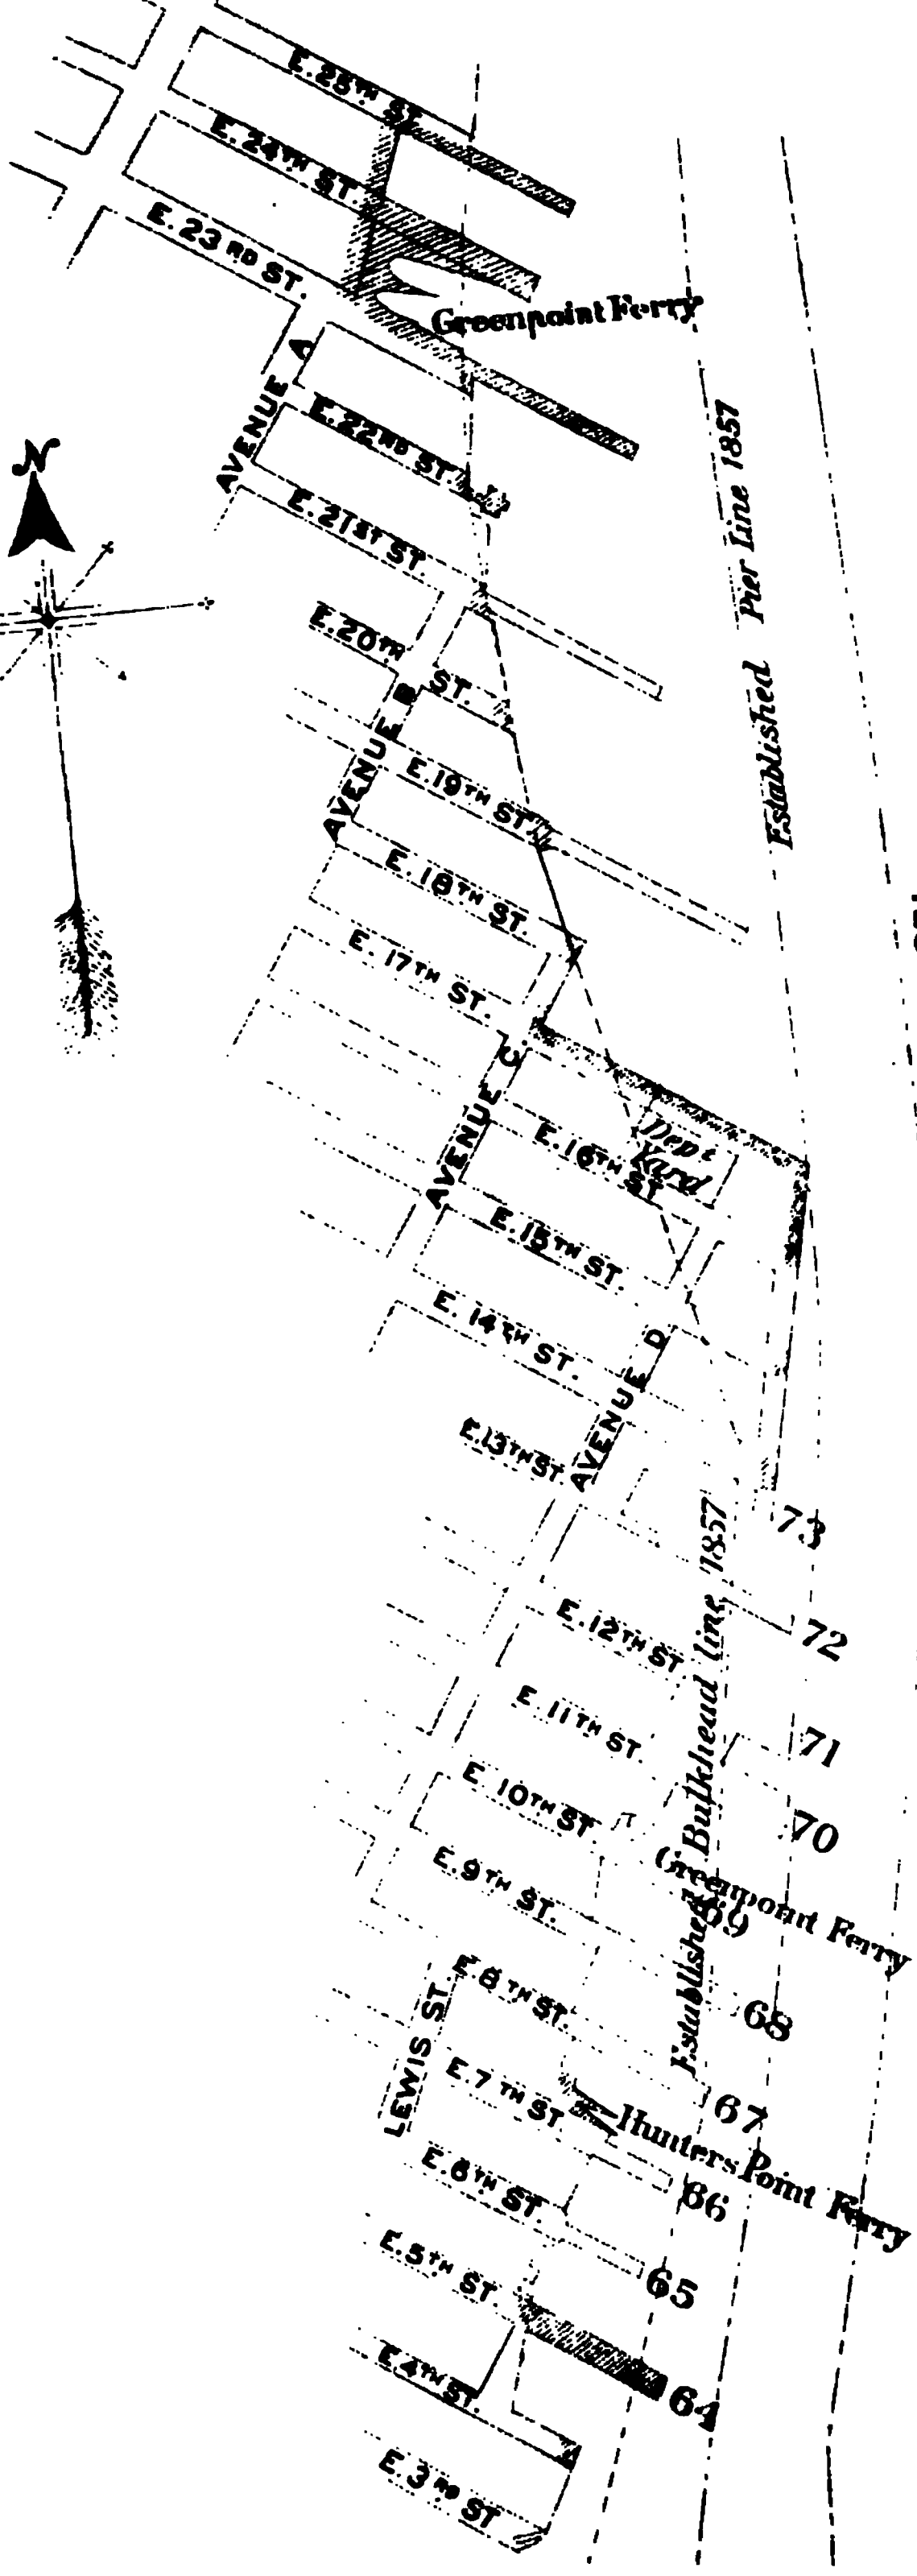 E. 25TH ST.
E. 24TH ST.
E. 23RD ST.
Greenpoint Ferry
AVENUE A
E. 22RD ST.
N
Established Pier Line 1857
E. 21ST ST.
E. 20TH ST.
AVENUE B
E. 19TH ST.
E. 18TH ST.
E. 17TH ST.
AVENUE C
Dept
Yard
E. 16TH ST
E. 15TH ST.
E. 14TH ST.
AVENUE D
E. 13TH ST.
73
Established Bulkhead line 1857
E. 12TH ST.
72
E. 11TH ST.
71
E. 10TH ST
70
Greenpoint Ferry
E. 9TH ST.
69
E. 8TH ST.
68
LEWIS ST.
E. 7TH ST
67
Hunters Point Ferry
66
E. 6TH ST.
65
E. 5TH ST.
64
E. 4TH ST.
E. 3RD ST